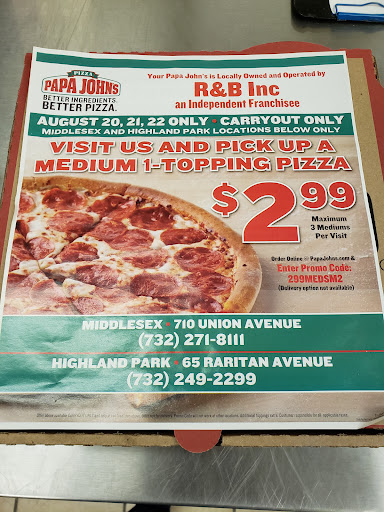 PIZZA
PAPA JOHNS
BETTER INGREDIENTS.
BETTER PIZZA.
Your Papa John's is Locally Owned and Operated by
R&B Inc
an Independent Franchisee
AUGUST 20, 21, 22 ONLY • CARRYOUT ONLY
MIDDLESEX AND HIGHLAND PARK LOCATIONS BELOW ONLY
VISIT US AND PICK UP A
MEDIUM 1-TOPPING PIZZA
$2.99
Maximum
3 Mediums
Per Visit
Order Online @ PapaJohns.com &
Enter Promo Code:
299MEDSM2
(Delivery option not available)
MIDDLESEX • 710 UNION AVENUE
(732) 271-8111
HIGHLAND PARK • 65 RARITAN AVENUE
(732) 249-2299